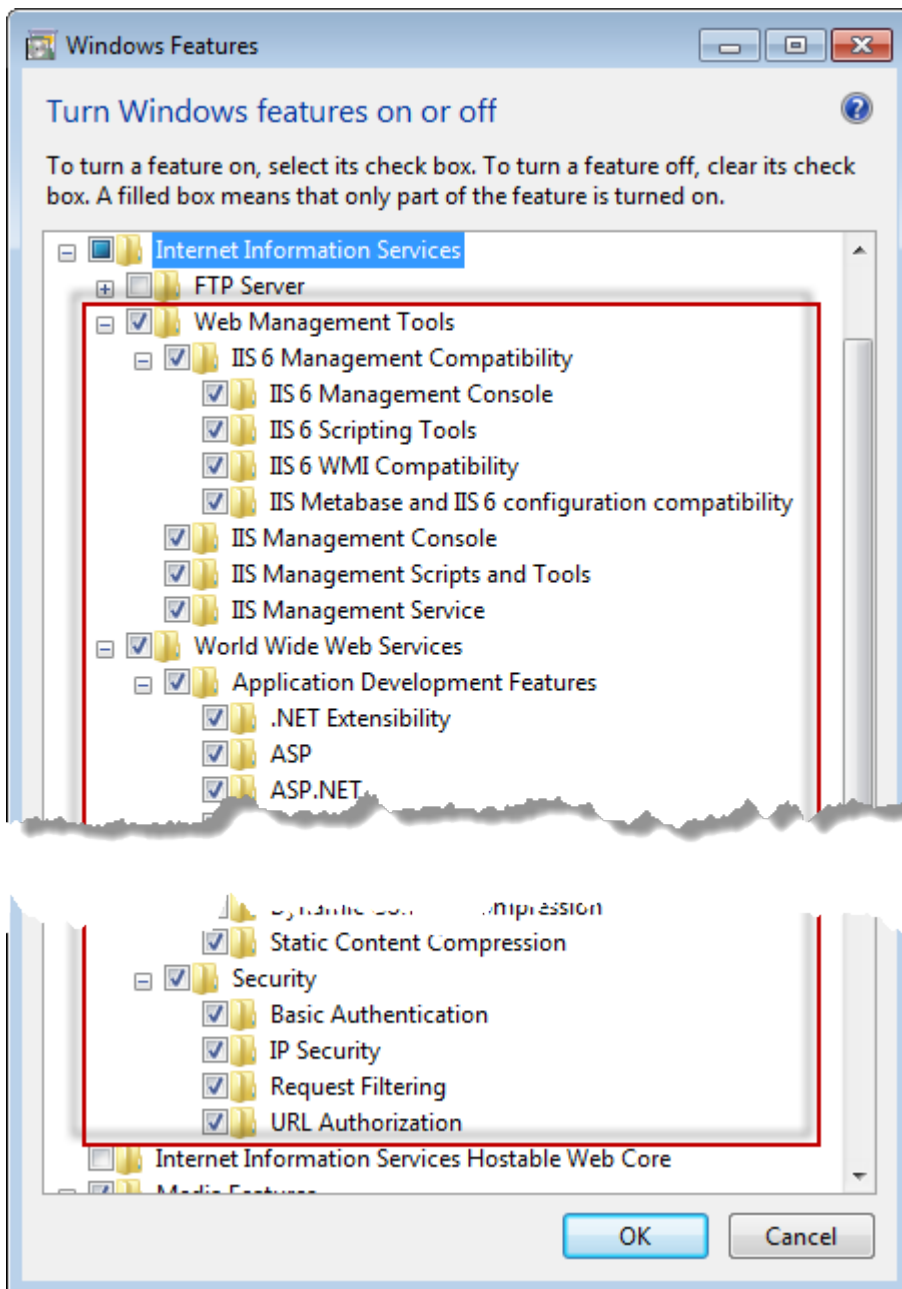 Windows Features
Turn Windows features on or off
To turn a feature on, select its check box. To turn a feature off, clear its check
box. A filled box means that only part of the feature is turned on.
Internet Information Services
FTP Server
Web Management Tools
IIS 6 Management Compatibility
IIS 6 Management Console
IIS 6 Scripting Tools
IIS 6 WMI Compatibility
IIS Metabase and IIS 6 configuration compatibility
IIS Management Console
IIS Management Scripts and Tools
IIS Management Service
World Wide Web Services
Application Development Features
.NET Extensibility
ASP
ASP.NET
Static Content Compression
Security
Basic Authentication
IP Security
Request Filtering
URL Authorization
Internet Information Services Hostable Web Core
Media Features
OK
Cancel